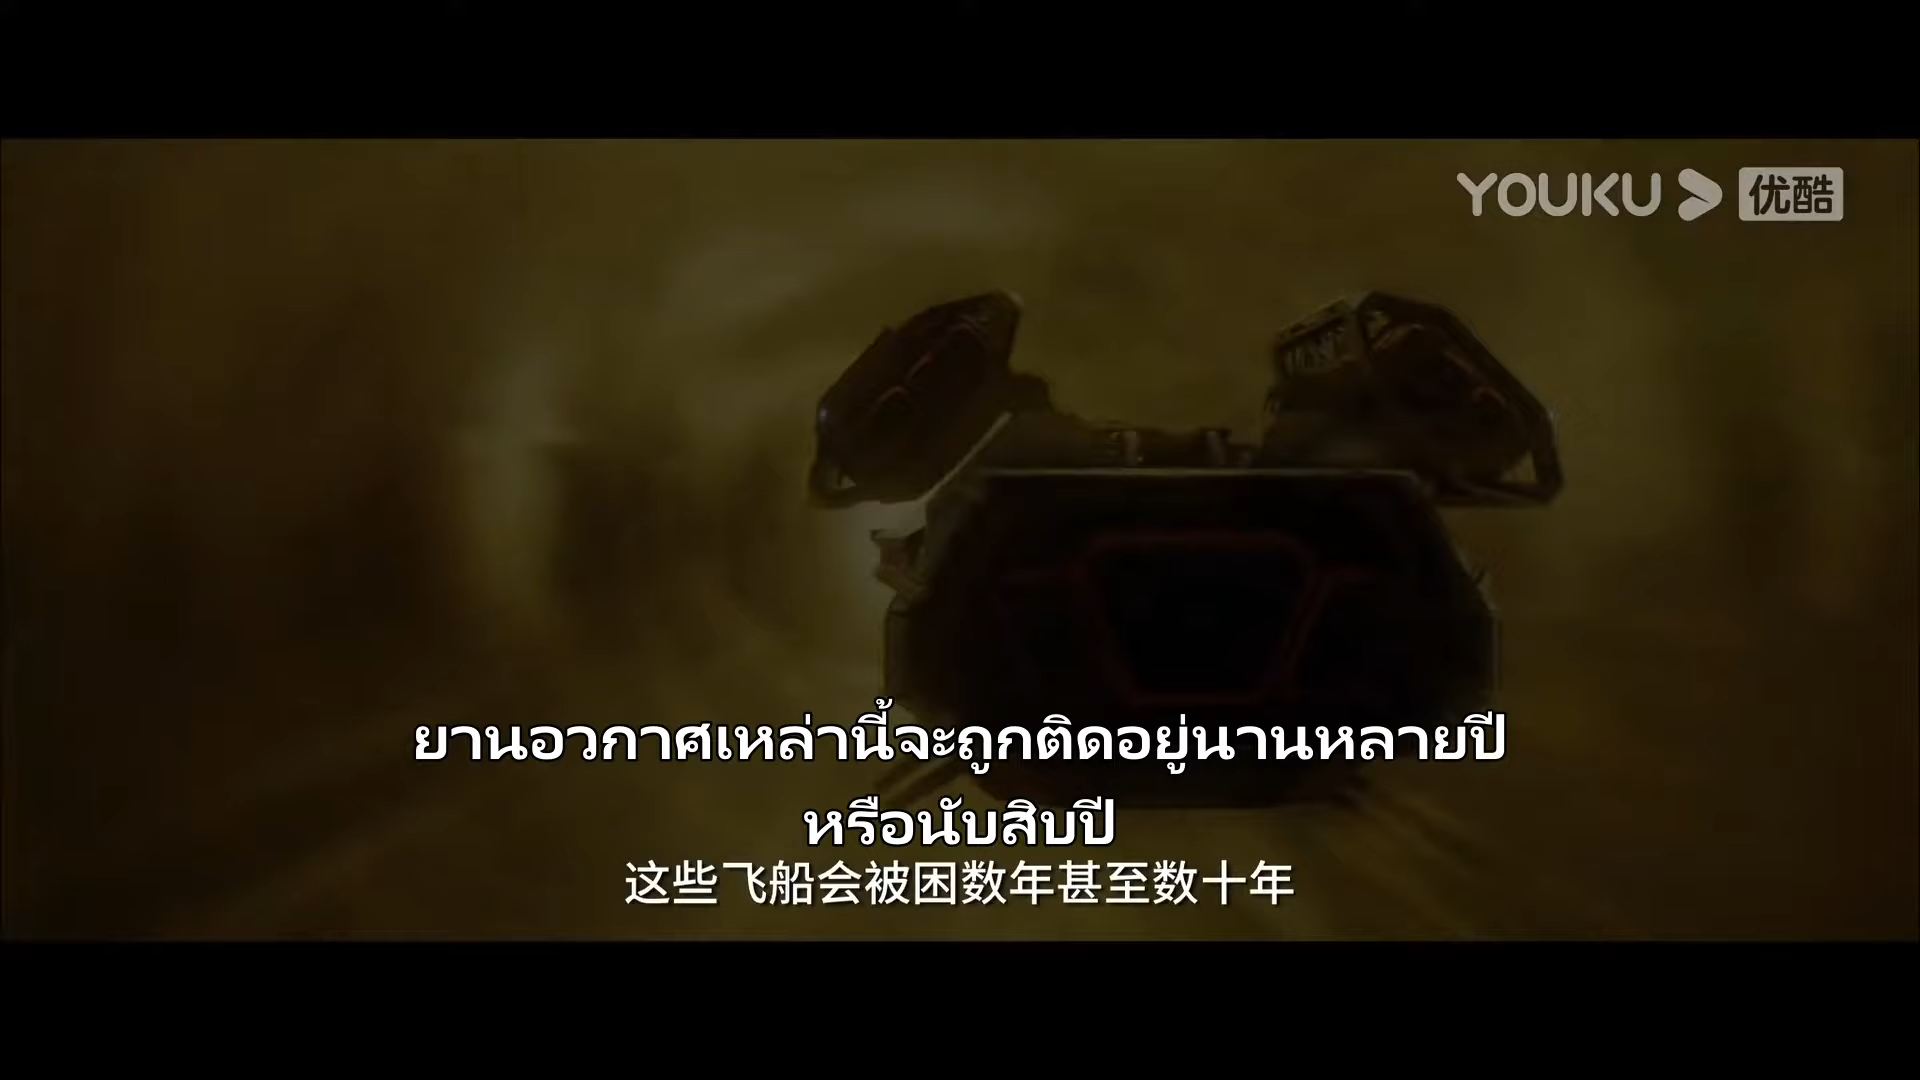 YOUKU 优酷
ยานอวกาศเหล่านี้จะถูกติดอยู่นานหลายปี
หรือนับสิบปี
这些飞船会被困数年甚至数十年